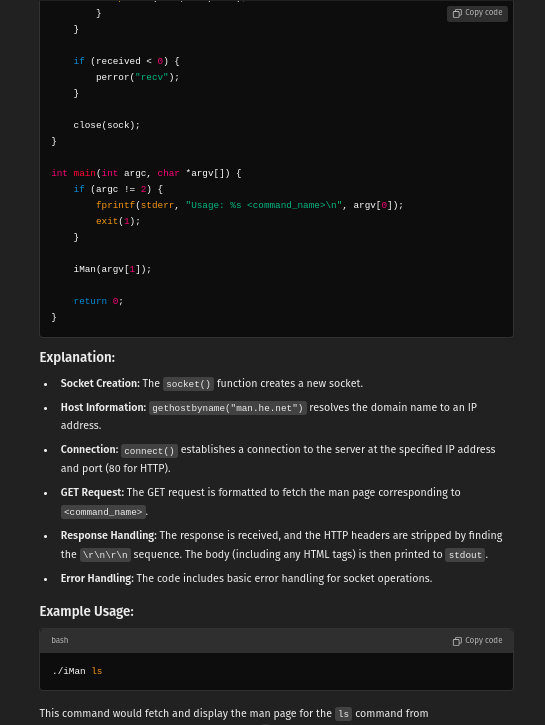 }
Copy code
}
if (received < 0) {
perror("recv");
}
close(sock);
}
int main(int argc, char *argv[]) {
if (argc != 2) {
fprintf(stderr, "Usage: %s <command_name>\n", argv[0]);
exit(1);
}
iMan(argv[1]);
return 0;
}
Explanation:
• Socket Creation: The socket() function creates a new socket.
• Host Information: gethostbyname("man.he.net") resolves the domain name to an IP
address.
• Connection: connect() establishes a connection to the server at the specified IP address
and port (80 for HTTP).
• GET Request: The GET request is formatted to fetch the man page corresponding to
<command_name>.
• Response Handling: The response is received, and the HTTP headers are stripped by finding
the \r\n\r\n sequence. The body (including any HTML tags) is then printed to stdout.
• Error Handling: The code includes basic error handling for socket operations.
Example Usage:
bash Copy code
./iMan ls
This command would fetch and display the man page for the ls command from